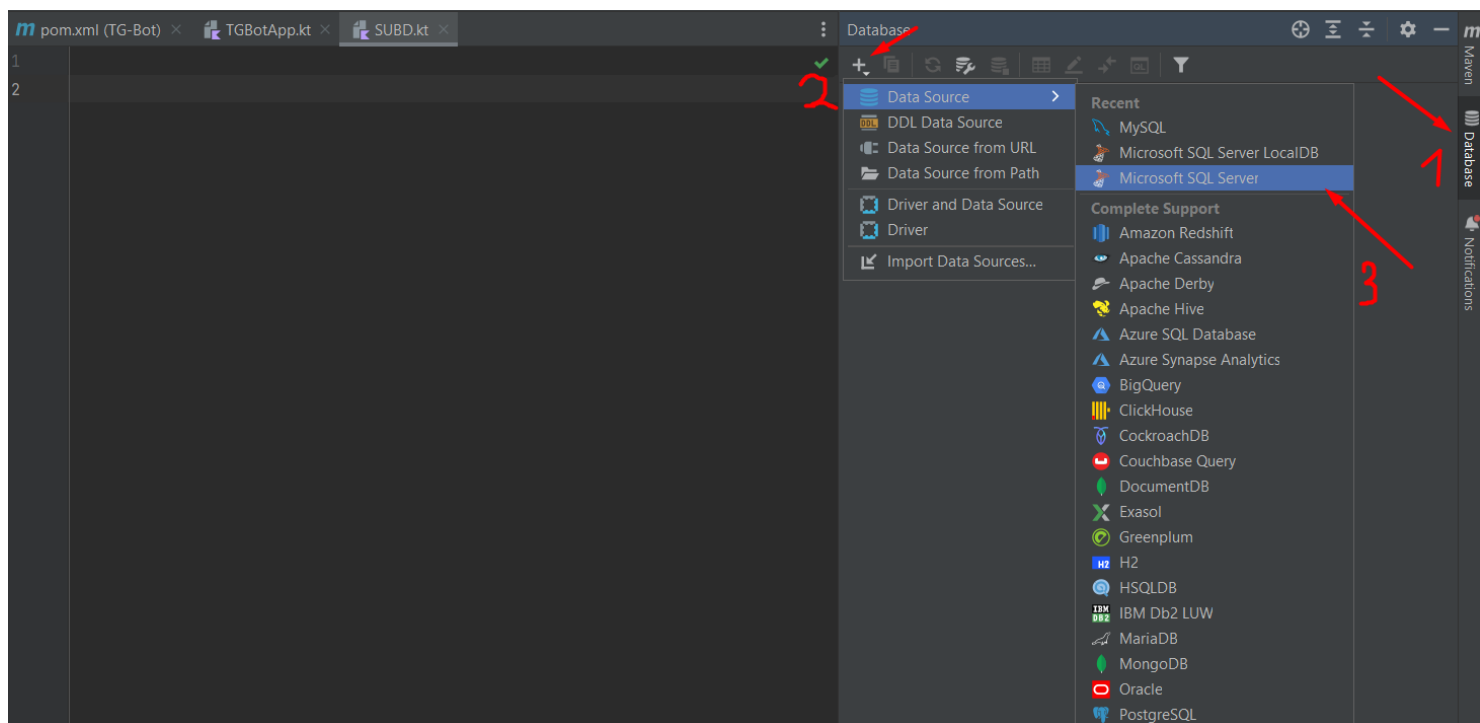 m pom.xml (TG-Bot) TGBotApp.kt SUBD.kt
1
2
Database
2
Data Source
DDL Data Source
Data Source from URL
Data Source from Path
Driver and Data Source
Driver
Import Data Sources...
Recent
MySQL
Microsoft SQL Server LocalDB
Microsoft SQL Server
Complete Support
Amazon Redshift
Apache Cassandra
Apache Derby
Apache Hive
Azure SQL Database
Azure Synapse Analytics
BigQuery
ClickHouse
CockroachDB
Couchbase Query
DocumentDB
Exasol
Greenplum
H2 H2
HSQLDB
IBM DB2 IBM Db2 LUW
MariaDB
MongoDB
Oracle
PostgreSQL
3
1
m Maven
Database
Notifications